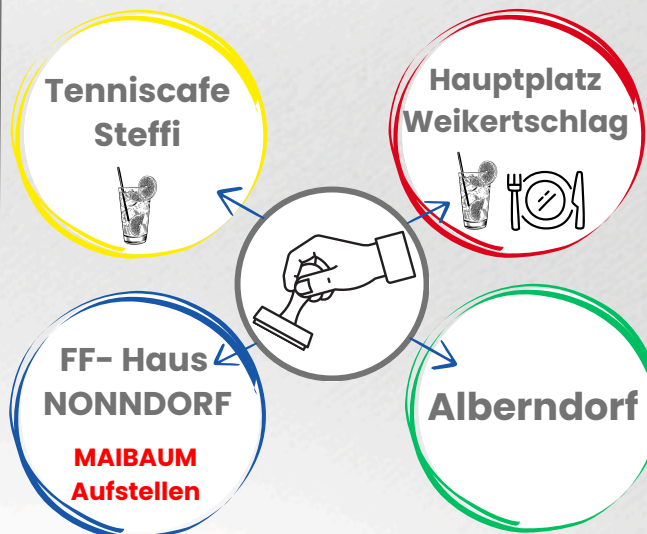 Tenniscafe
Steffi
Hauptplatz
Weikertschlag
FF- Haus
NONNDORF
MAIBAUM
Aufstellen
Alberndorf